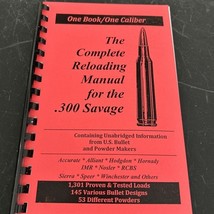 One Book/One Caliber
The
Complete
Reloading
Manual
for the
.300 Savage
Containing Unabridged Information
from U.S. Bullet
and Powder Makers
Accurate * Alliant * Hodgdon * Hornady
IMR * Nosler * RCBS
Sierra * Speer * Winchester and Others
1,301 Proven & Tested Loads
145 Various Bullet Designs
53 Different Powders